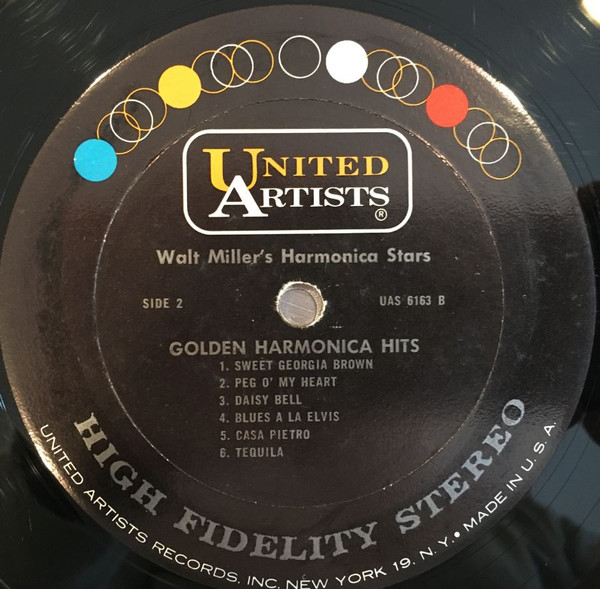 UNITED
ARTISTS
®
Walt Miller's Harmonica Stars
SIDE 2
UAS 6163 B
GOLDEN HARMONICA HITS
1. SWEET GEORGIA BROWN
2. PEG O' MY HEART
3. DAISY BELL
4. BLUES A LA ELVIS
5. CASA PIETRO
6. TEQUILA
HIGH FIDELITY STEREO
UNITED ARTISTS RECORDS, INC. NEW YORK 19, N. Y. • MADE IN U. S. A.